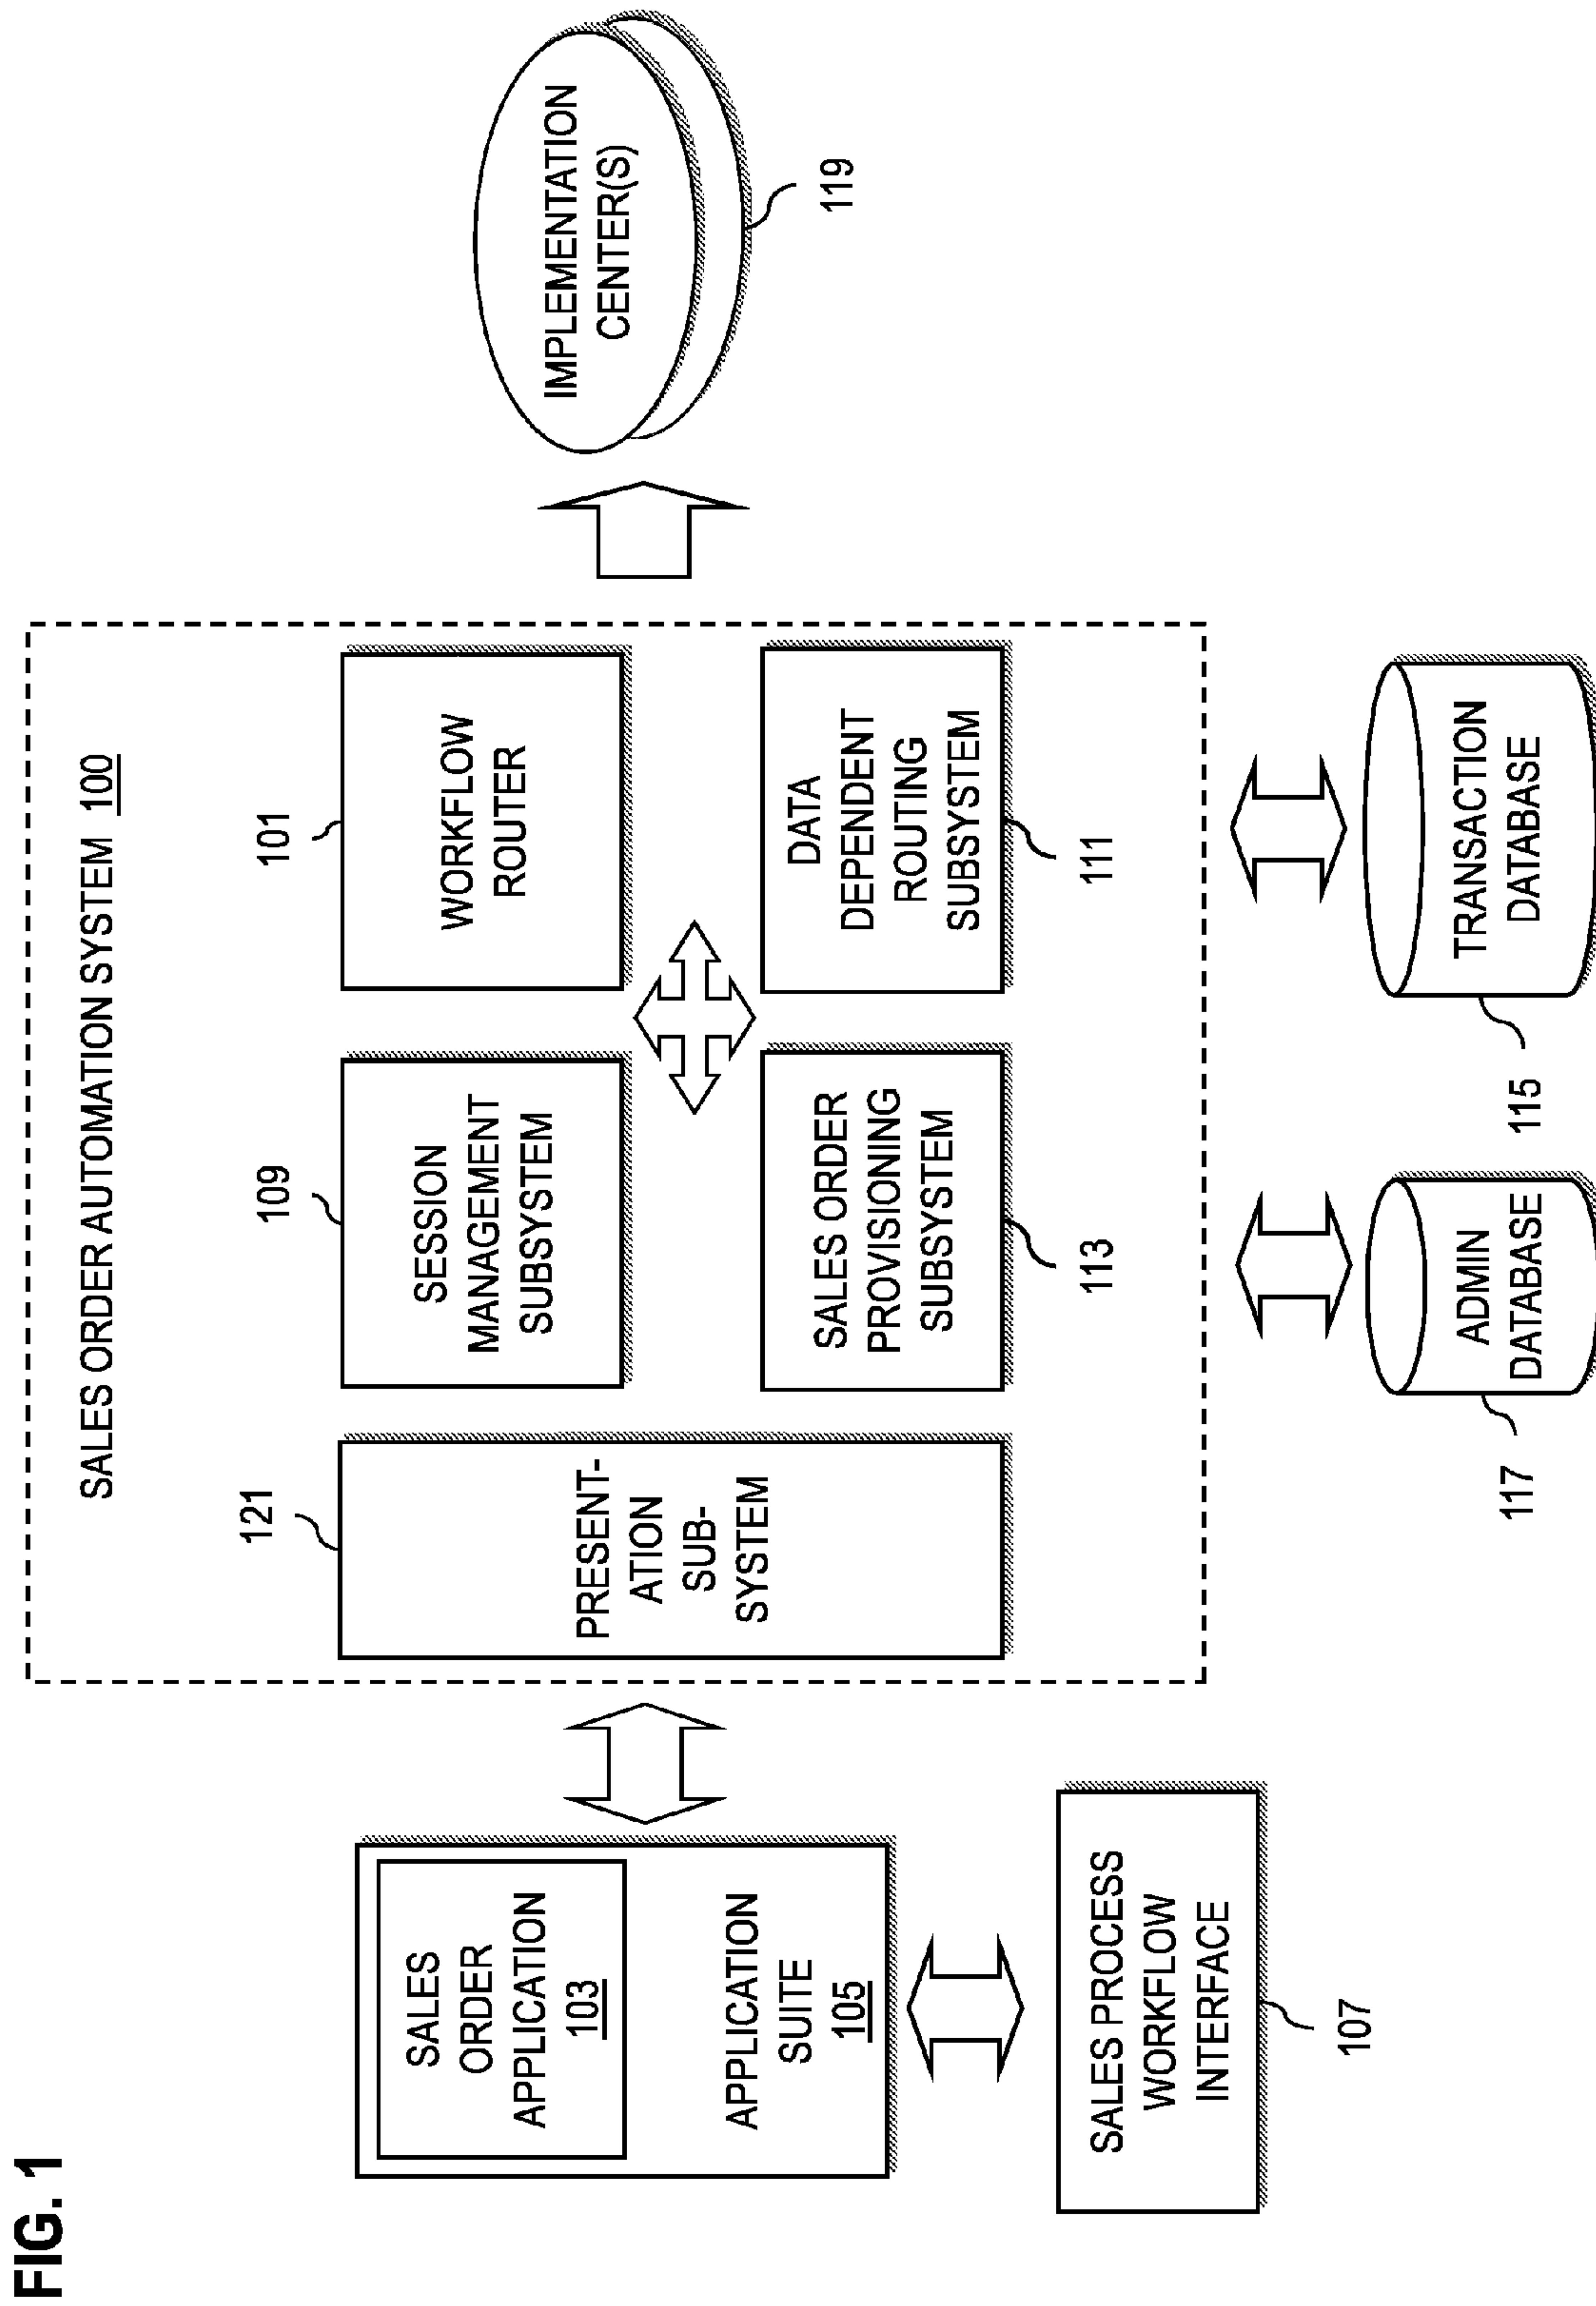 FIG. 1
SALES ORDER AUTOMATION SYSTEM 100
SALES
ORDER
APPLICATION
103
APPLICATION
SUITE
105
SALES PROCESS
WORKFLOW
INTERFACE
107
121
PRESENT-
ATION
SUB-
SYSTEM
109
SESSION
MANAGEMENT
SUBSYSTEM
101
WORKFLOW
ROUTER
SALES ORDER
PROVISIONING
SUBSYSTEM
113
DATA
DEPENDENT
ROUTING
SUBSYSTEM
111
IMPLEMENTATION
CENTER(S)
119
117
ADMIN
DATABASE
115
TRANSACTION
DATABASE